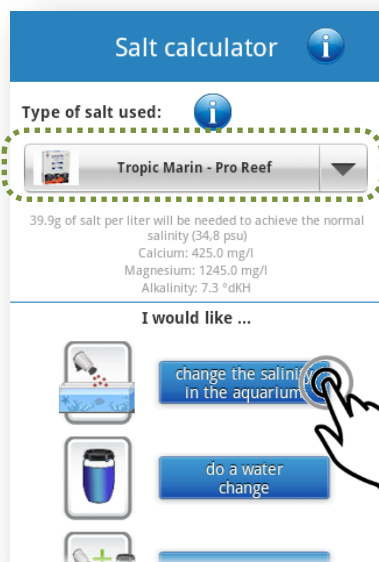 Salt calculator
Type of salt used:
Tropic Marin - Pro Reef
39.9g of salt per liter will be needed to achieve the normal
salinity (34,8 psu)
Calcium: 425.0 mg/l
Magnesium: 1245.0 mg/l
Alkalinity: 7.3 °dKH
I would like ...
change the salinity
in the aquarium
do a water
change